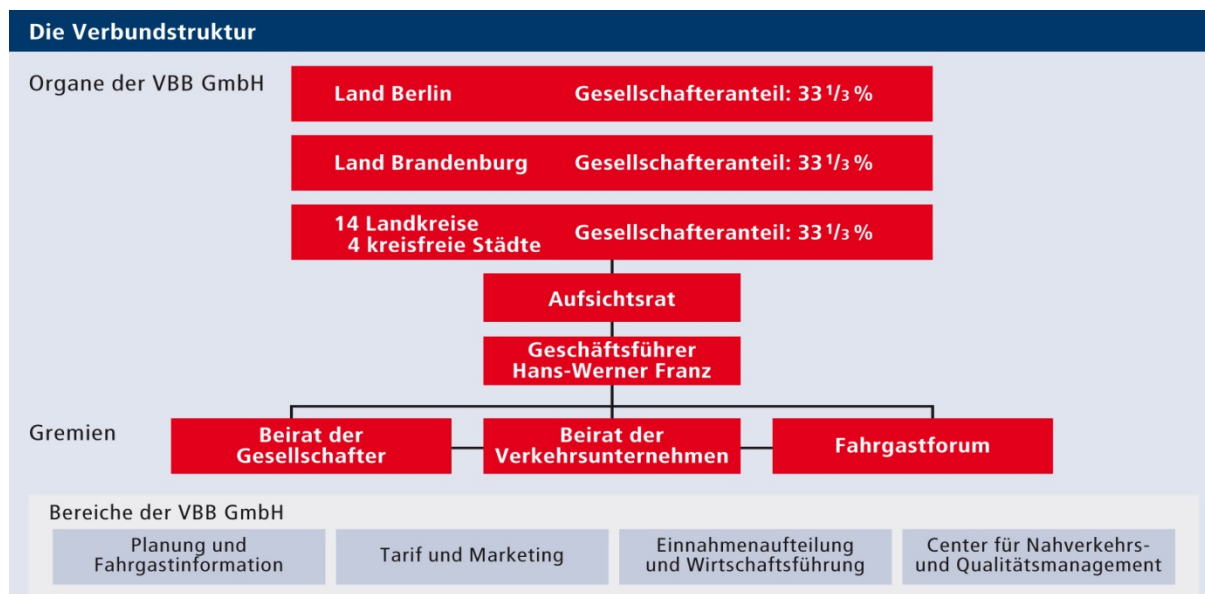 Die Verbundstruktur
Organe der VBB GmbH
Land Berlin Gesellschafteranteil: 33 1/3 %
Land Brandenburg Gesellschafteranteil: 33 1/3 %
14 Landkreise
4 kreisfreie Städte Gesellschafteranteil: 33 1/3 %
Aufsichtsrat
Geschäftsführer
Hans-Werner Franz
Gremien
Beirat der
Gesellschafter
Beirat der
Verkehrsunternehmen
Fahrgastforum
Bereiche der VBB GmbH
Planung und
Fahrgastinformation
Tarif und Marketing
Einnahmenaufteilung
und Wirtschaftsführung
Center für Nahverkehrs-
und Qualitätsmanagement